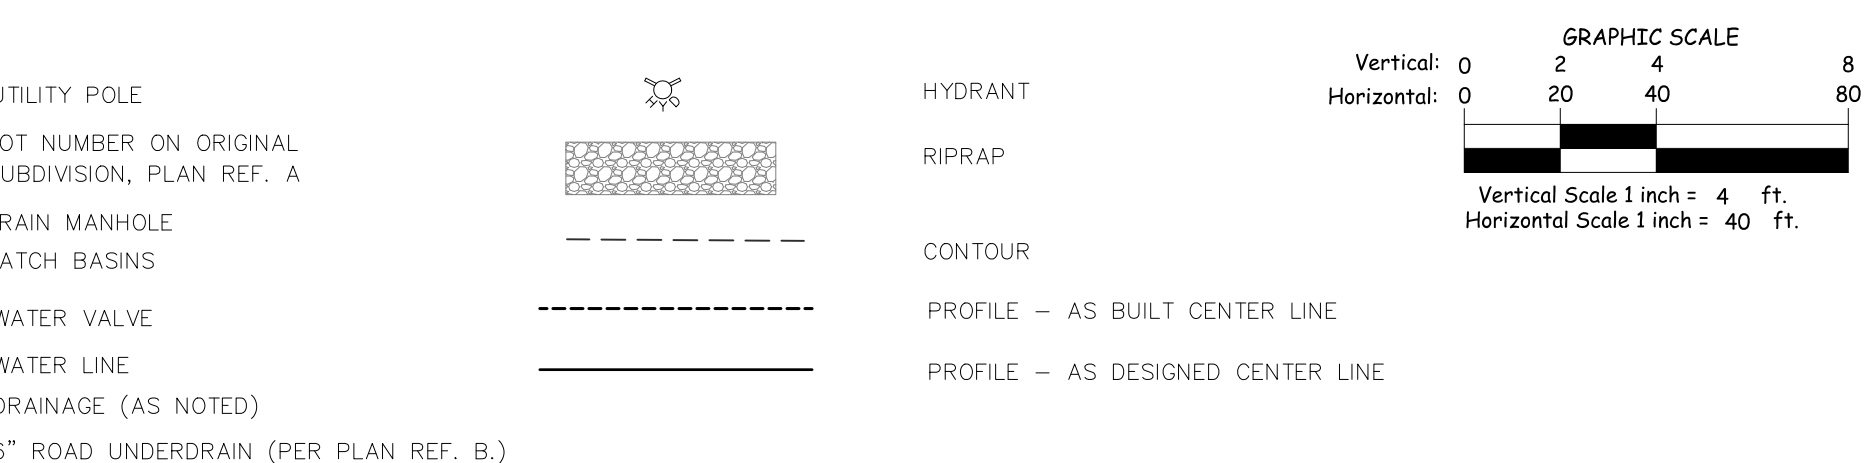 UTILITY POLE
OT NUMBER ON ORIGINAL
UBDIVISION, PLAN REF. A
RAIN MANHOLE
ATCH BASINS
WATER VALVE
WATER LINE
DRAINAGE (AS NOTED)
6” ROAD UNDERDRAIN (PER PLAN REF. B.)
HYDRANT
RIPRAP
CONTOUR
PROFILE – AS BUILT CENTER LINE
PROFILE – AS DESIGNED CENTER LINE
GRAPHIC SCALE
Vertical: 0 2 4 8
Horizontal: 0 20 40 80
Vertical Scale 1 inch = 4 ft.
Horizontal Scale 1 inch = 40 ft.